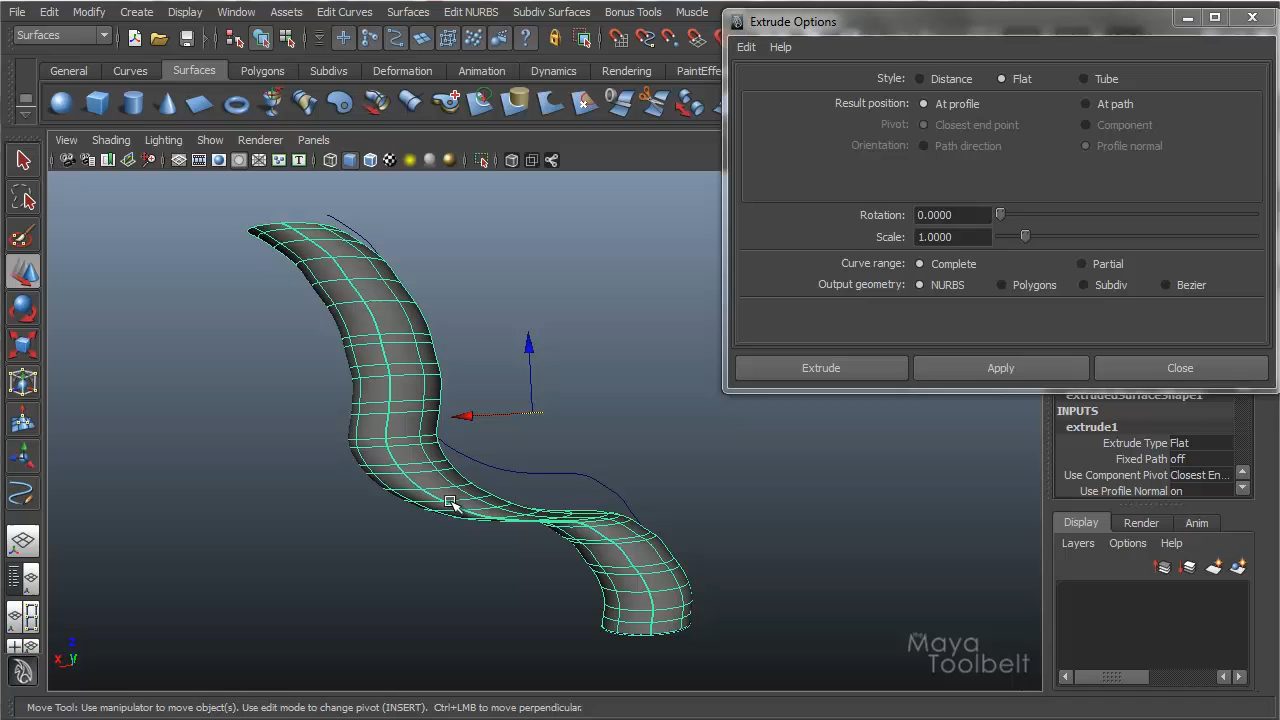 File Edit Modify Create Display Window Assets Edit Curves Surfaces Edit NURBS Subdiv Surfaces Bonus Tools Muscle
Surfaces
General Curves Surfaces Polygons Subdivs Deformation Animation Dynamics Rendering PaintEffects
View Shading Lighting Show Renderer Panels
Extrude Options
Edit Help
Style: Distance Flat Tube
Result position: At profile At path
Pivot: Closest end point Component
Orientation: Path direction Profile normal
Rotation: 0.0000
Scale: 1.0000
Curve range: Complete Partial
Output geometry: NURBS Polygons Subdiv Bezier
Extrude Apply Close
extrudedSurfaceShape1
INPUTS
extrude1
Extrude Type Flat
Fixed Path off
Use Component Pivot Closest En...
Use Profile Normal on
Display Render Anim
Layers Options Help
z
x y
Maya
Toolbelt
Move Tool: Use manipulator to move object(s). Use edit mode to change pivot (INSERT). Ctrl+LMB to move perpendicular.